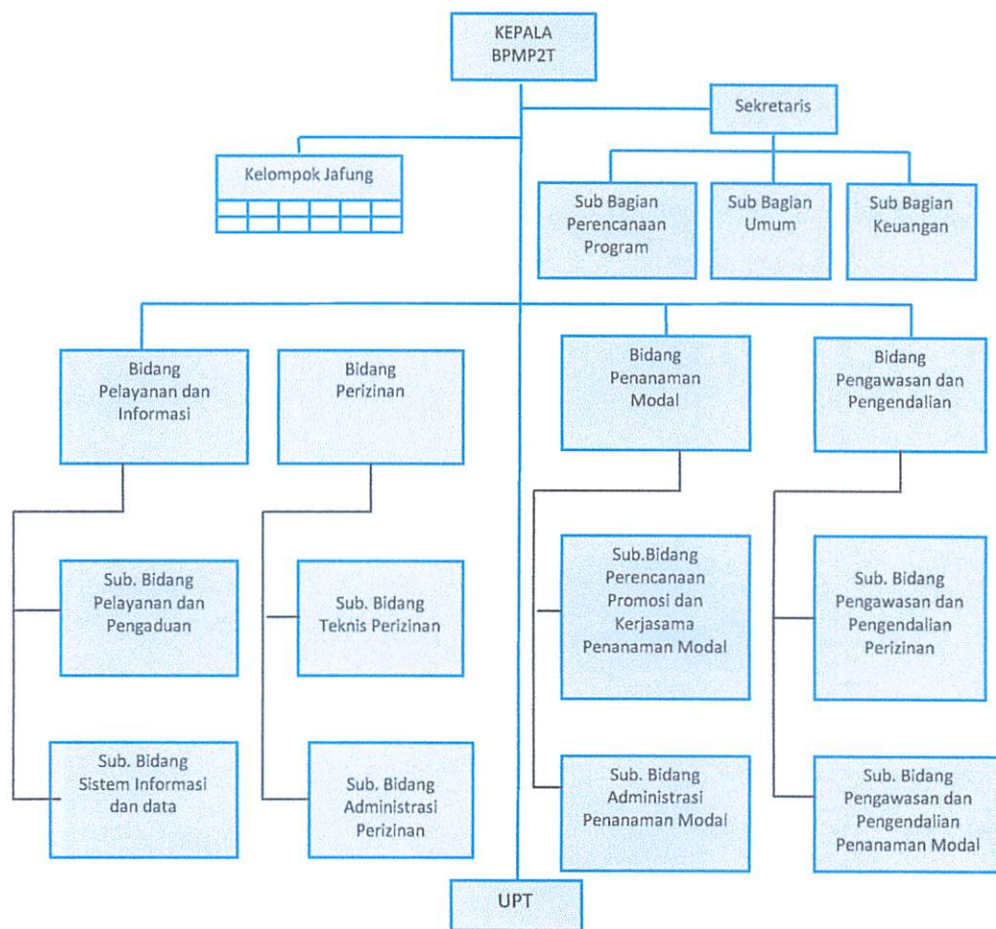 KEPALA
BPMP2T
Sekretaris
Kelompok Jafung
Sub Bagian
Perencanaan
Program
Sub Bagian
Umum
Sub Bagian
Keuangan
Bidang
Pelayanan dan
Informasi
Bidang
Perizinan
Bidang
Penanaman
Modal
Bidang
Pengawasan dan
Pengendalian
Sub. Bidang
Pelayanan dan
Pengaduan
Sub. Bidang
Teknis Perizinan
Sub.Bidang
Perencanaan
Promosi dan
Kerjasama
Penanaman Modal
Sub. Bidang
Pengawasan dan
Pengendalian
Perizinan
Sub. Bidang
Sistem Informasi
dan data
Sub. Bidang
Administrasi
Perizinan
Sub. Bidang
Administrasi
Penanaman Modal
Sub. Bidang
Pengawasan dan
Pengendalian
Penanaman Modal
UPT